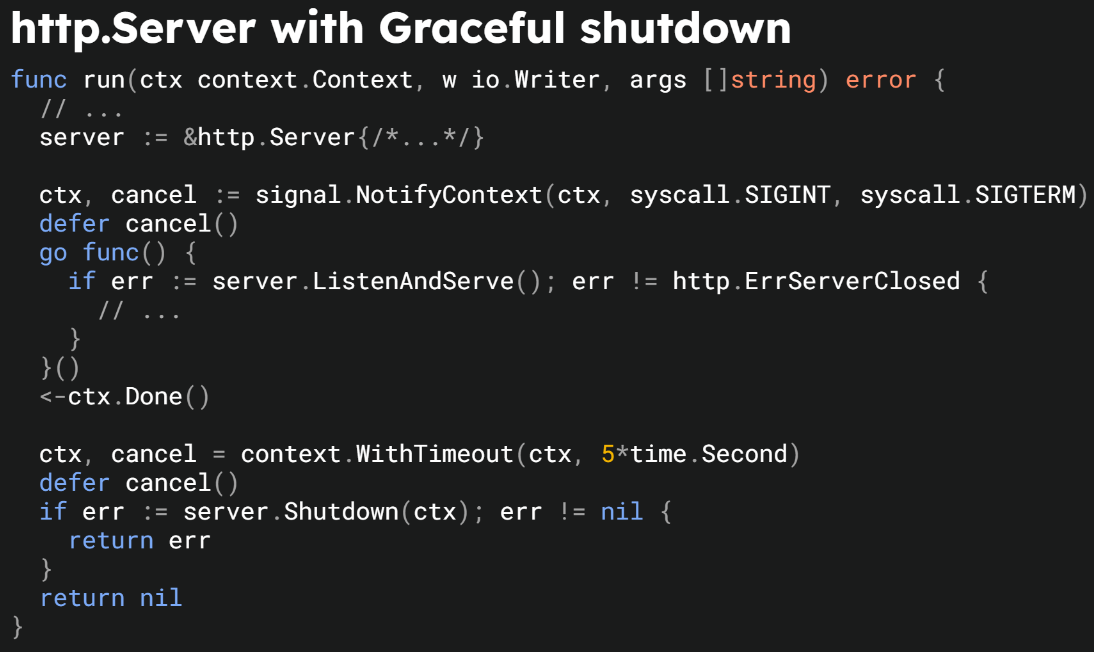 http.Server with Graceful shutdown
func run(ctx context.Context, w io.Writer, args []string) error {
  // ...
  server := &http.Server{/*...*/}

  ctx, cancel := signal.NotifyContext(ctx, syscall.SIGINT, syscall.SIGTERM)
  defer cancel()
  go func() {
    if err := server.ListenAndServe(); err != http.ErrServerClosed {
      // ...
    }
  }()
  <-ctx.Done()

  ctx, cancel = context.WithTimeout(ctx, 5*time.Second)
  defer cancel()
  if err := server.Shutdown(ctx); err != nil {
    return err
  }
  return nil
}